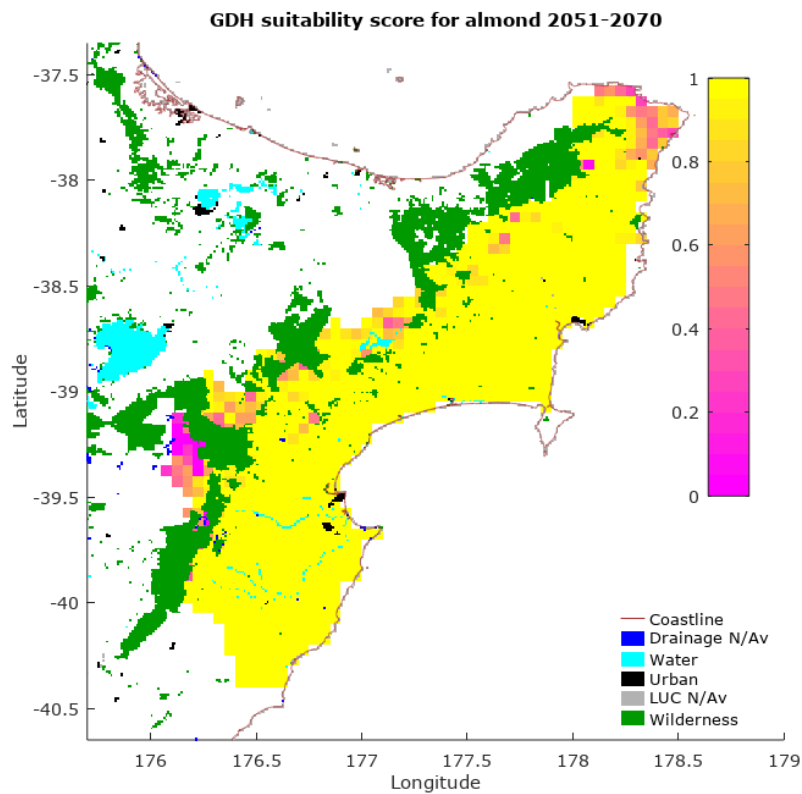 GDH suitability score for almond 2051-2070
-37.5
-38
-38.5
-39
-39.5
-40
-40.5
Latitude
1
0.8
0.6
0.4
0.2
0
Coastline
Drainage N/Av
Water
Urban
LUC N/Av
Wilderness
176 176.5 177 177.5 178 178.5 179
Longitude